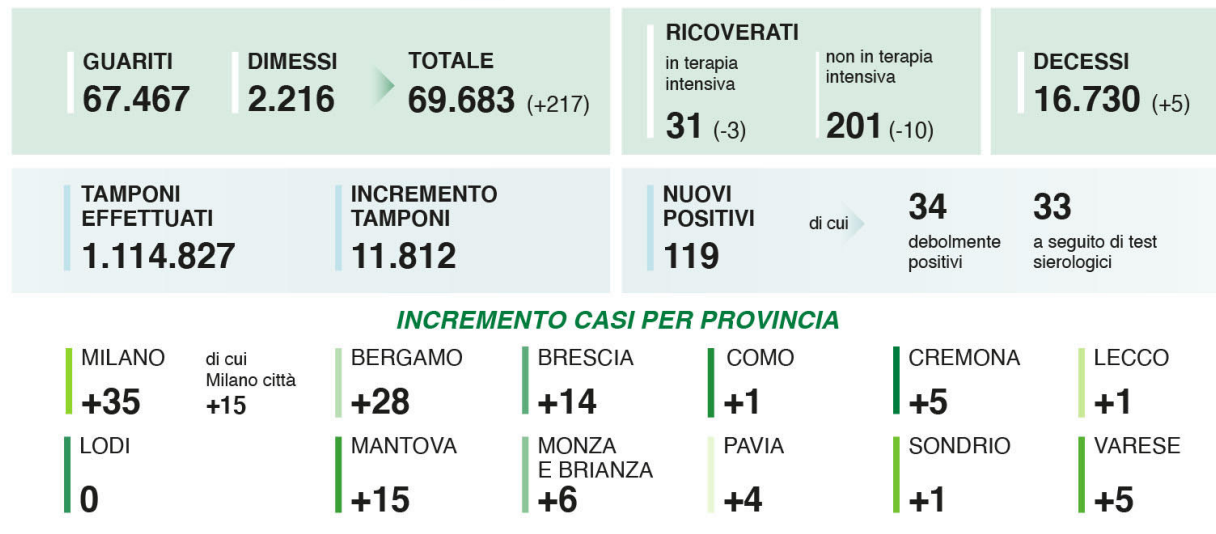 GUARITI
67.467
DIMESSI
2.216
TOTALE
69.683 (+217)
RICOVERATI
in terapia
intensiva
31 (-3)
non in terapia
intensiva
201 (-10)
DECESSI
16.730 (+5)
TAMPONI
EFFETTUATI
1.114.827
INCREMENTO
TAMPONI
11.812
NUOVI
POSITIVI
119
di cui
34
debolmente
positivi
33
a seguito di test
sierologici
INCREMENTO CASI PER PROVINCIA
MILANO
+35
di cui
Milano città
+15
BERGAMO
+28
BRESCIA
+14
COMO
+1
CREMONA
+5
LECCO
+1
LODI
0
MANTOVA
+15
MONZA
E BRIANZA
+6
PAVIA
+4
SONDRIO
+1
VARESE
+5